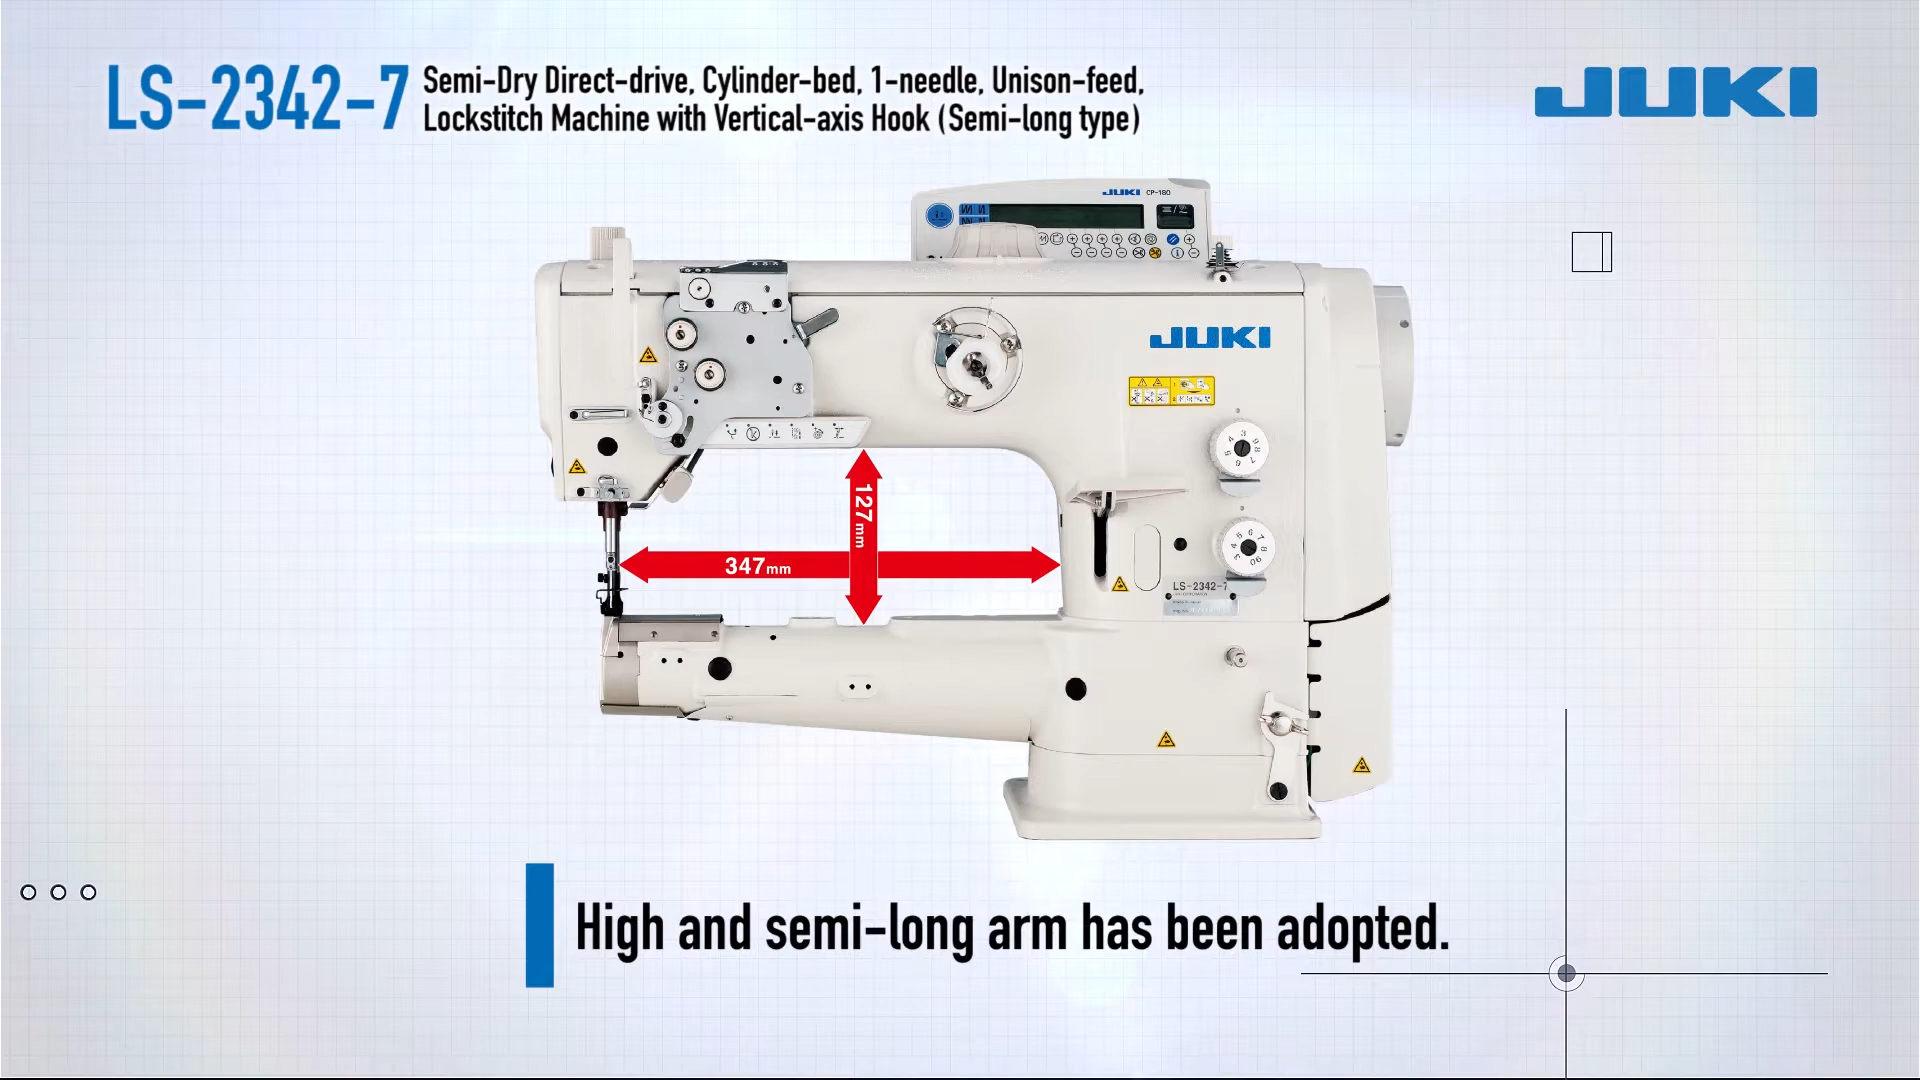 LS-2342-7
Semi-Dry Direct-drive, Cylinder-bed, 1-needle, Unison-feed,
Lockstitch Machine with Vertical-axis Hook (Semi-long type)
JUKI
JUKI CP-180
JUKI
127mm
347mm
LS-2342-7
High and semi-long arm has been adopted.